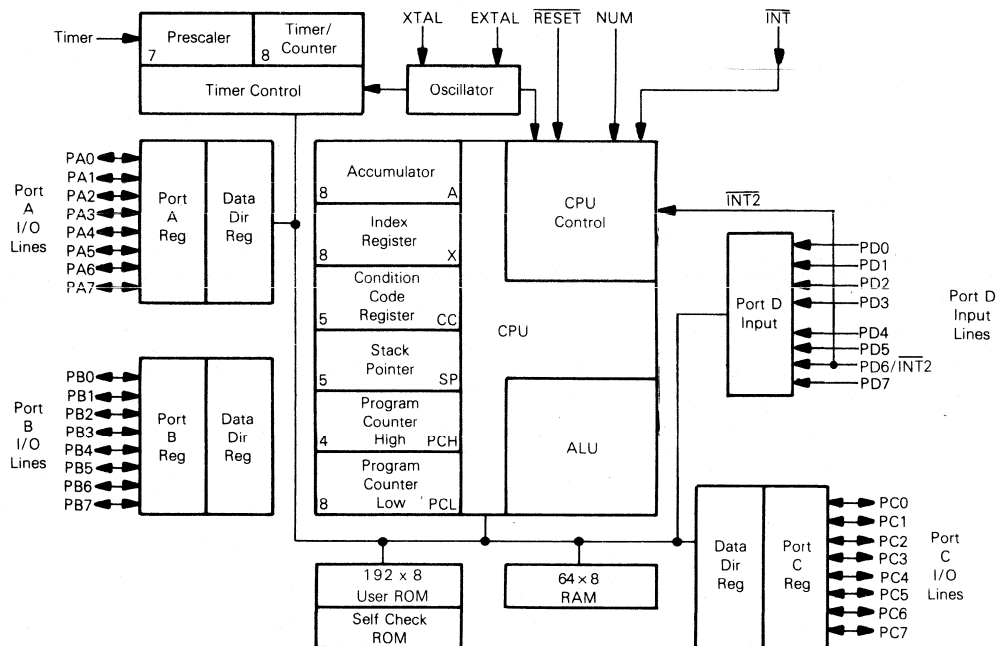 XTAL EXTAL RESET NUM INT
Timer
Prescaler
7
Timer/
Counter
8
Timer Control
Oscillator
Port
A
I/O
Lines
PA0
PA1
PA2
PA3
PA4
PA5
PA6
PA7
Port
A
Reg
Data
Dir
Reg
Accumulator
8 A
Index
Register
8 X
Condition
Code
Register
5 CC
Stack
Pointer
5 SP
Program
Counter
High
4 PCH
Program
Counter
Low
8 PCL
CPU
Control
CPU
ALU
INT2
Port D
Input
PD0
PD1
PD2
PD3
PD4
PD5
PD6/INT2
PD7
Port D
Input
Lines
Port
B
I/O
Lines
PB0
PB1
PB2
PB3
PB4
PB5
PB6
PB7
Port
B
Reg
Data
Dir
Reg
192 x 8
User ROM
Self Check
ROM
64×8
RAM
Data
Dir
Reg
Port
C
Reg
PC0
PC1
PC2
PC3
PC4
PC5
PC6
PC7
Port
C
I/O
Lines